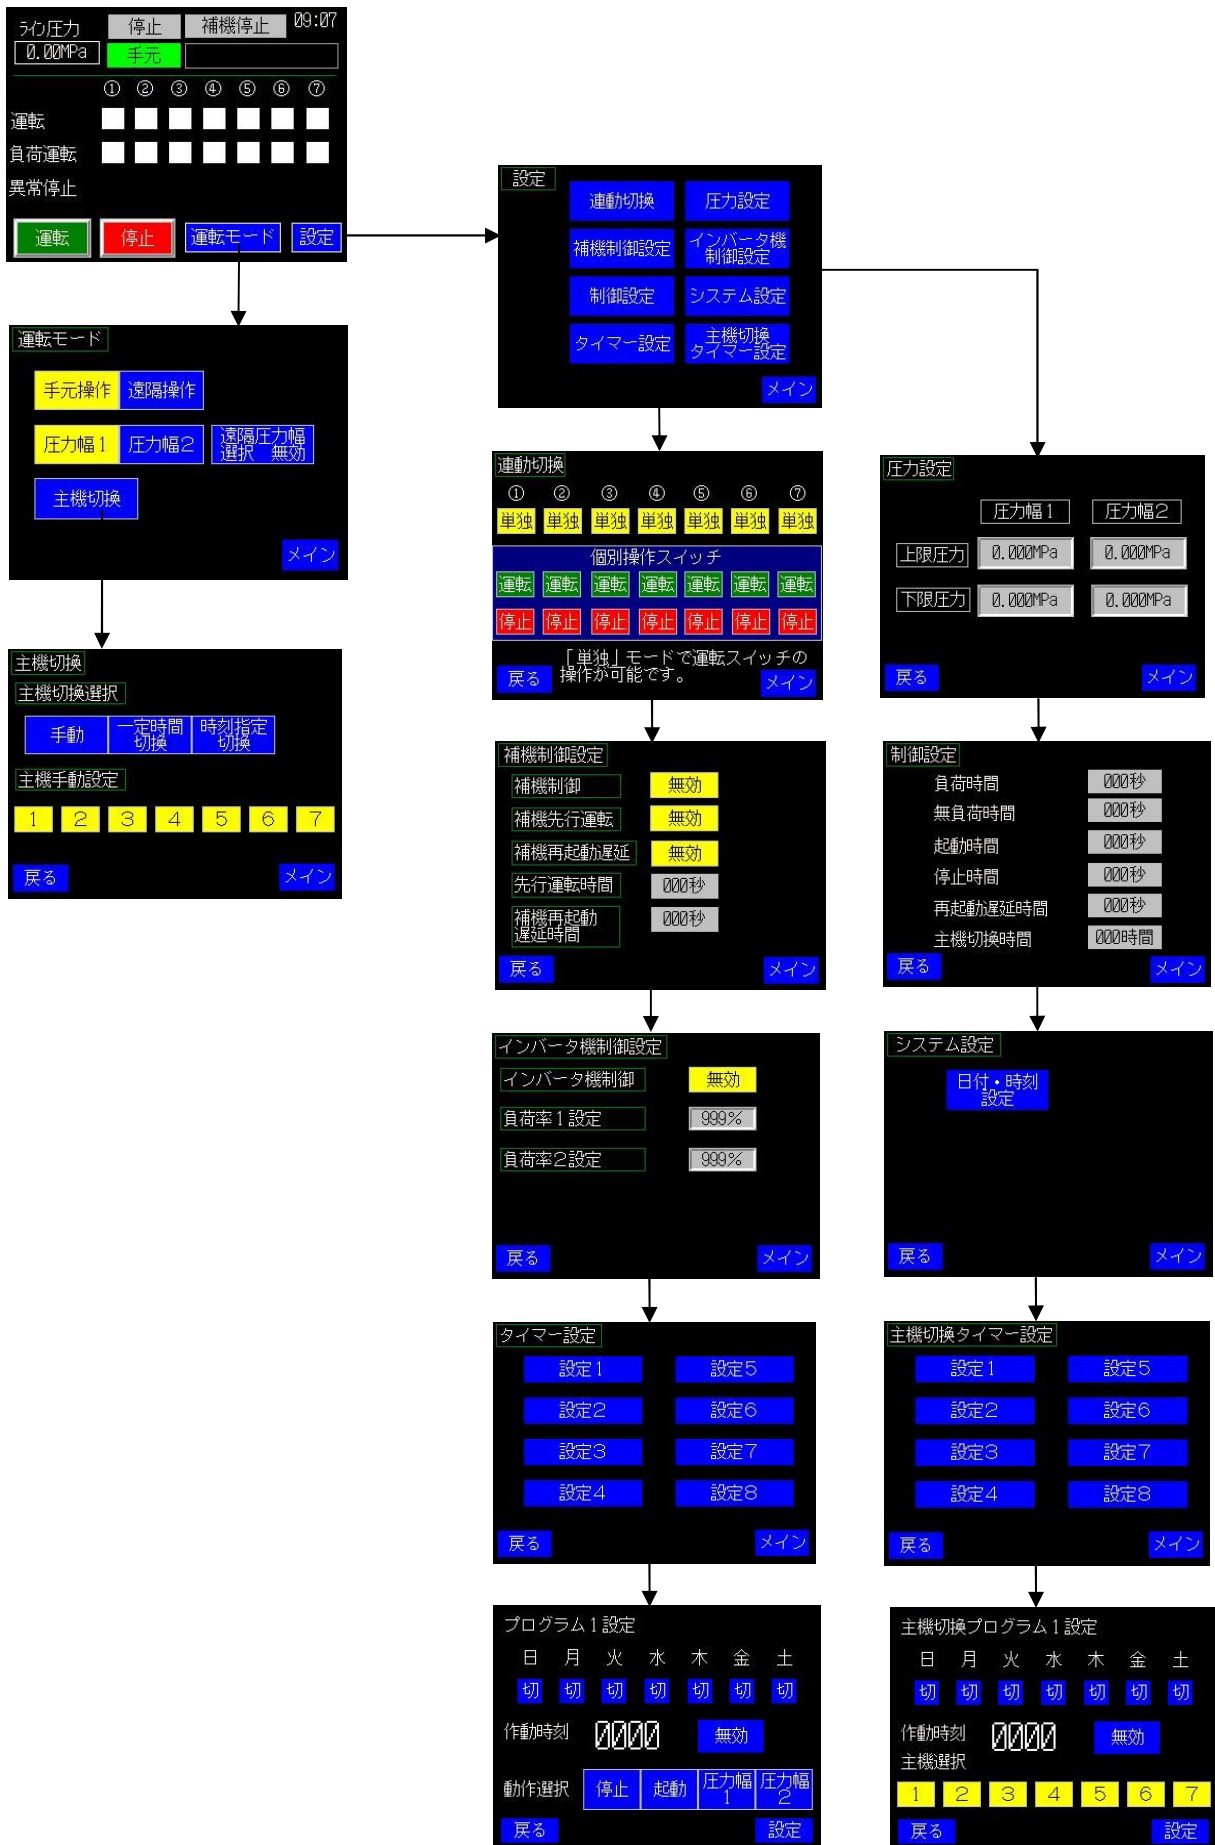 ライン圧力 停止 補機停止 09:07
0.00MPa 手元
① ② ③ ④ ⑤ ⑥ ⑦
運転
負荷運転
異常停止
運転 停止 運転モード 設定
運転モード
手元操作 遠隔操作
圧力幅1 圧力幅2 遠隔圧力幅
選択 無効
主機切換
メイン
主機切換
主機切換選択
手動 一定時間
切換 時刻指定
切換
主機手動設定
1 2 3 4 5 6 7
戻る メイン
設定
連動切換 圧力設定
補機制御設定 インバータ機
制御設定
制御設定 システム設定
タイマー設定 主機切換
タイマー設定
メイン
連動切換
① ② ③ ④ ⑤ ⑥ ⑦
単独 単独 単独 単独 単独 単独 単独
個別操作スイッチ
運転 運転 運転 運転 運転 運転 運転
停止 停止 停止 停止 停止 停止 停止
「単独」モードで運転スイッチの
操作が可能です。
戻る メイン
補機制御設定
補機制御 無効
補機先行運転 無効
補機再起動遅延 無効
先行運転時間 000秒
補機再起動
遅延時間 000秒
戻る メイン
インバータ機制御設定
インバータ機制御 無効
負荷率1設定 999%
負荷率2設定 999%
戻る メイン
タイマー設定
設定1 設定5
設定2 設定6
設定3 設定7
設定4 設定8
戻る メイン
プログラム1設定
日 月 火 水 木 金 土
切 切 切 切 切 切 切
作動時刻 0000 無効
動作選択 停止 起動 圧力幅
1 圧力幅
2
戻る 設定
圧力設定
圧力幅1 圧力幅2
上限圧力 0.000MPa 0.000MPa
下限圧力 0.000MPa 0.000MPa
戻る メイン
制御設定
負荷時間 000秒
無負荷時間 000秒
起動時間 000秒
停止時間 000秒
再起動遅延時間 000秒
主機切換時間 000時間
戻る メイン
システム設定
日付・時刻
設定
戻る メイン
主機切換タイマー設定
設定1 設定5
設定2 設定6
設定3 設定7
設定4 設定8
戻る メイン
主機切換プログラム1設定
日 月 火 水 木 金 土
切 切 切 切 切 切 切
作動時刻 0000 無効
主機選択
1 2 3 4 5 6 7
戻る 設定